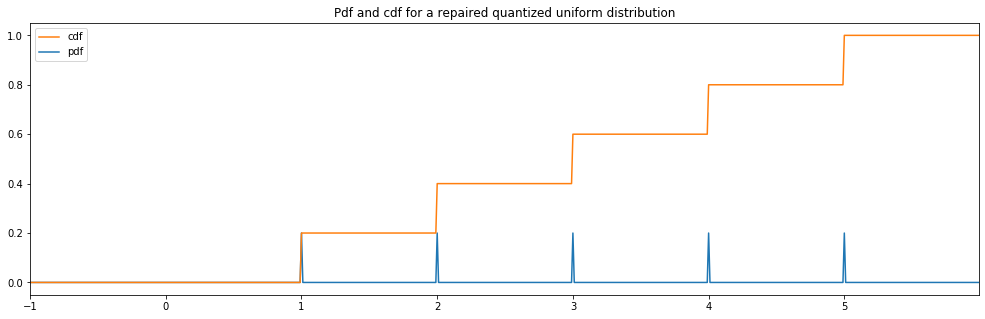 Pdf and cdf for a repaired quantized uniform distribution
cdf
pdf
1.0
0.8
0.6
0.4
0.2
0.0
−1 0 1 2 3 4 5